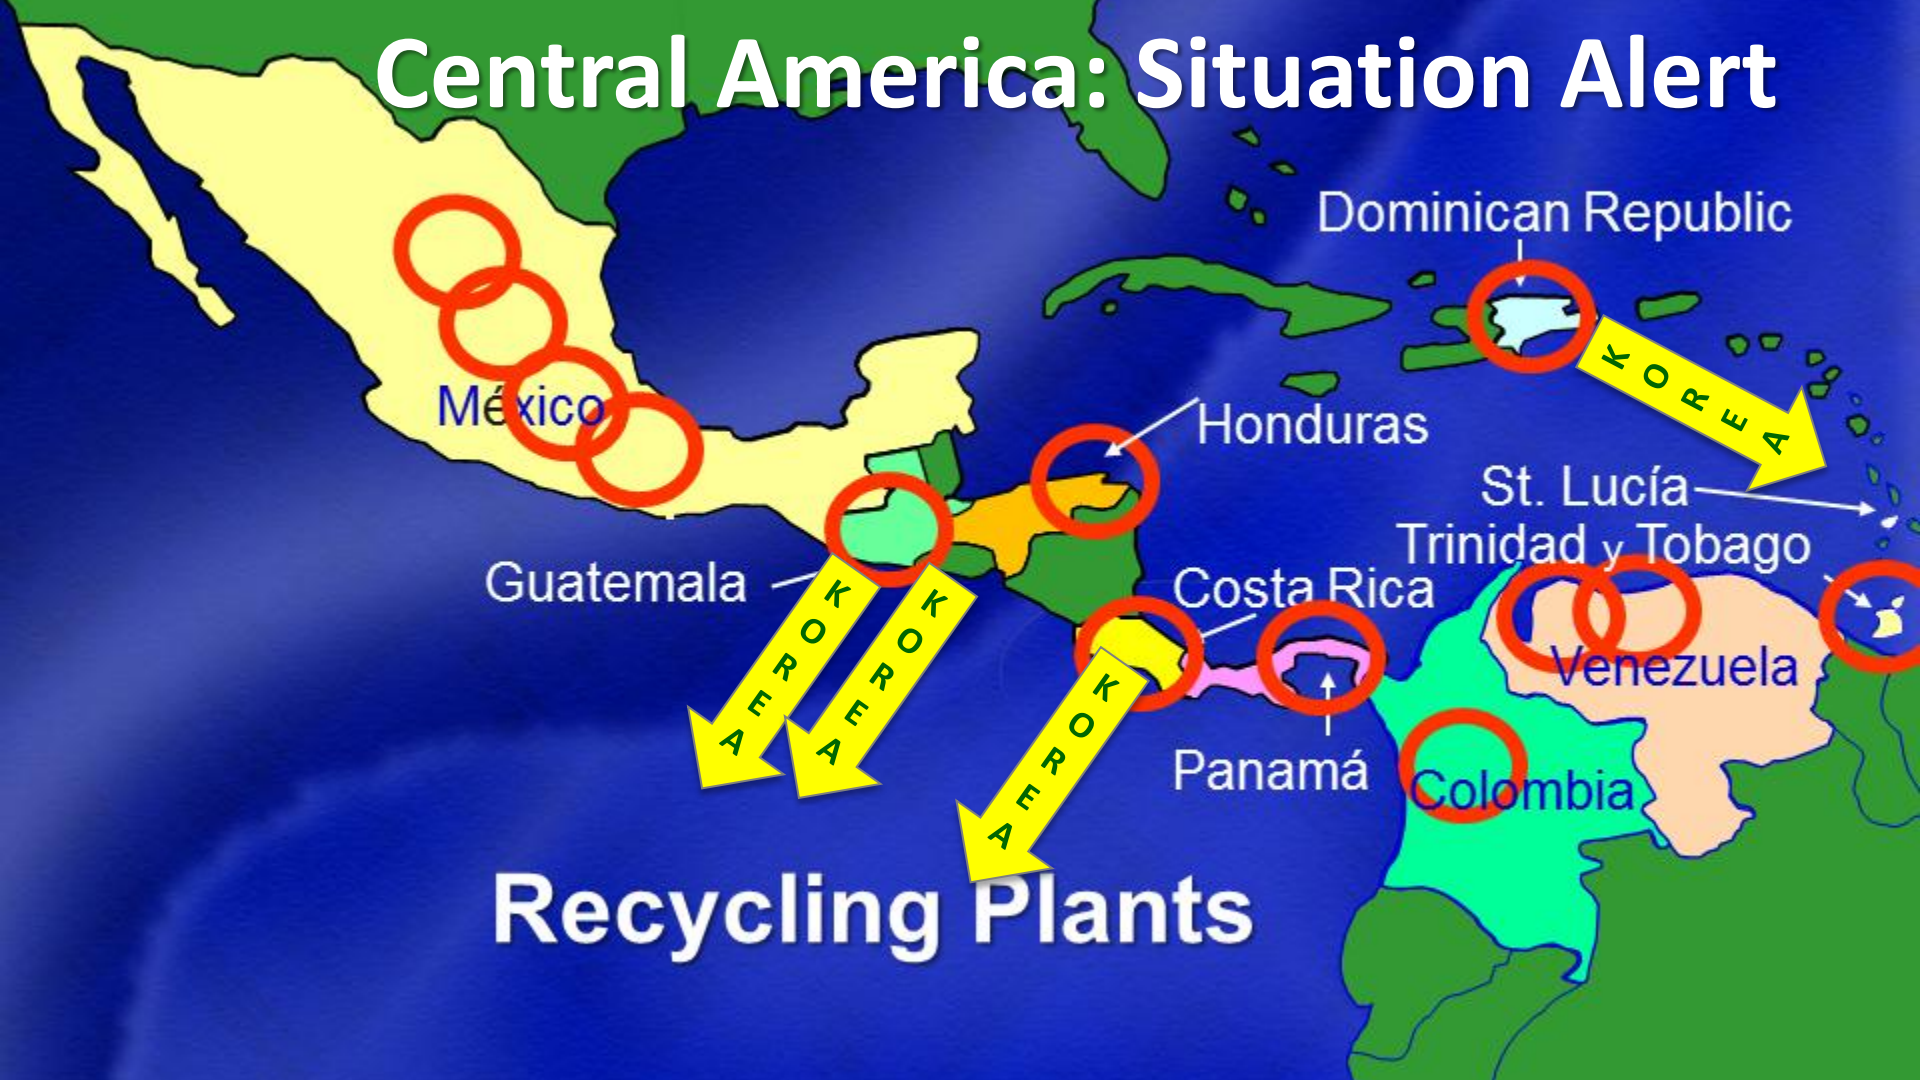 Central America: Situation Alert
Dominican Republic
KOREA
México
Honduras
St. Lucía
Trinidad y Tobago
Guatemala
Costa Rica
KOREA
KOREA
KOREA
Venezuela
Panamá
Colombia
Recycling Plants